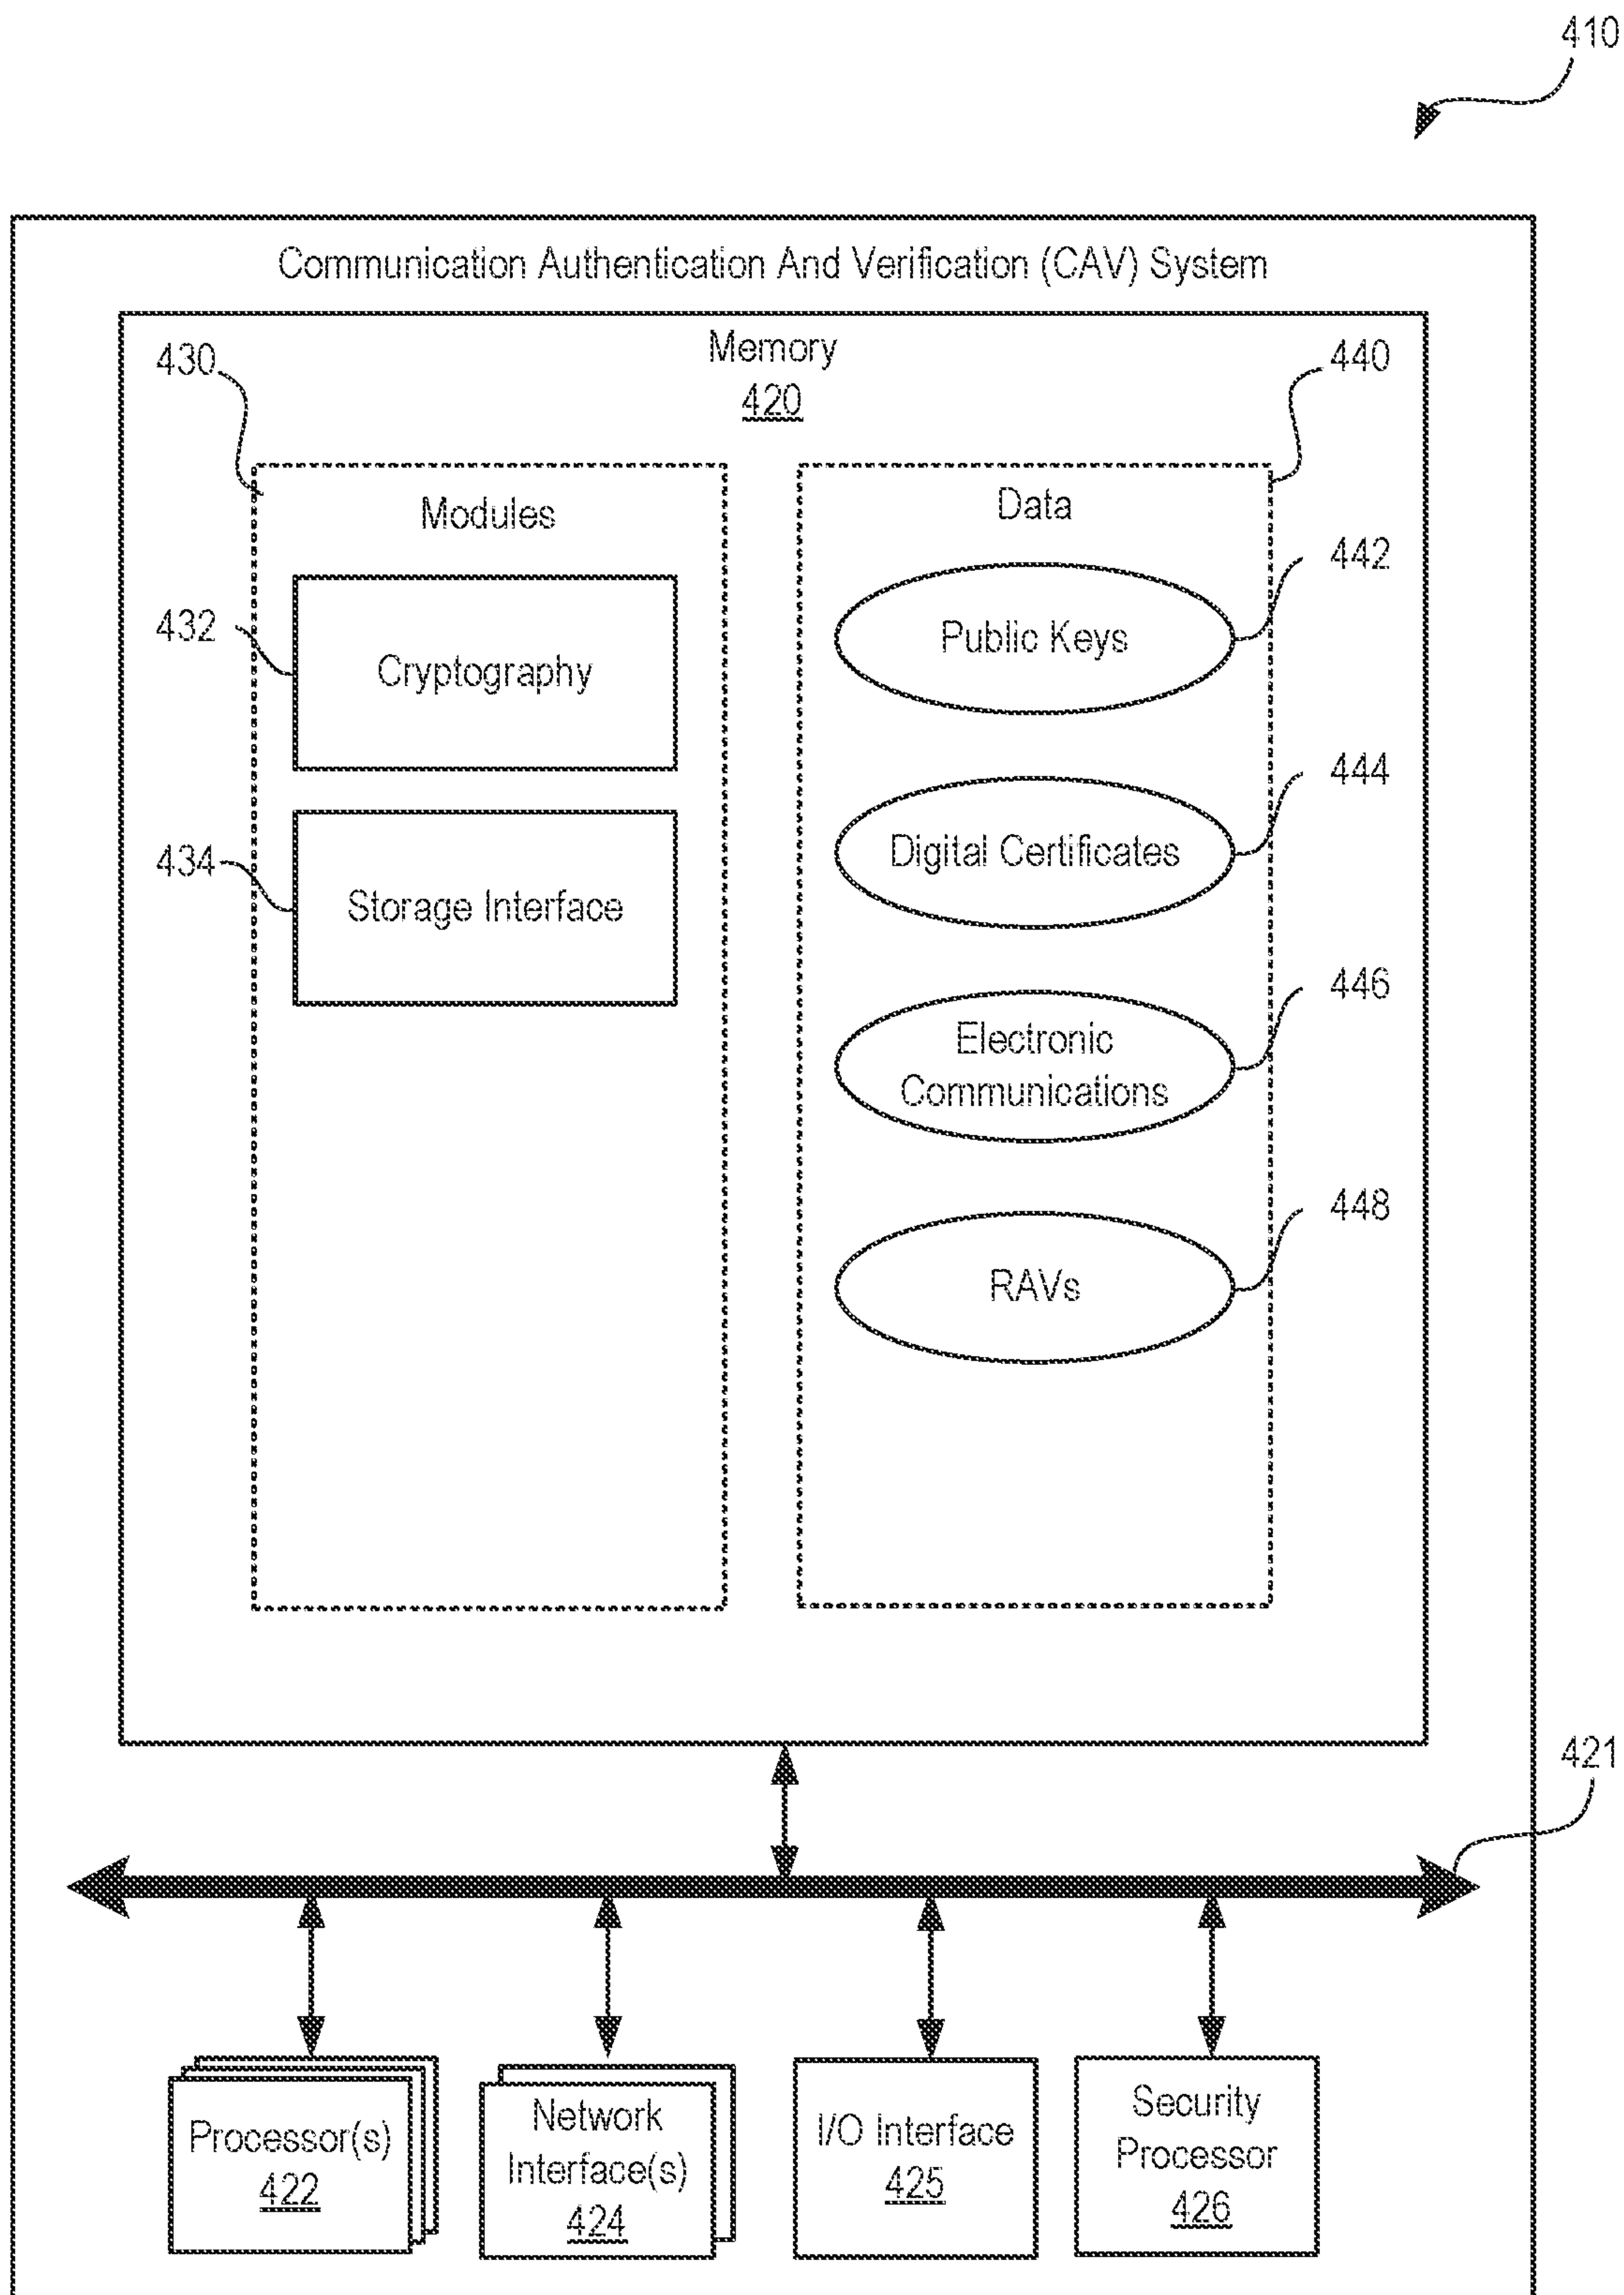 410
Communication Authentication And Verification (CAV) System
Memory
420
430
440
Modules
Data
432
Cryptography
442
Public Keys
434
Storage Interface
444
Digital Certificates
446
Electronic
Communications
448
RAVs
421
Processor(s)
422
Network
Interface(s)
424
I/O Interface
425
Security
Processor
426